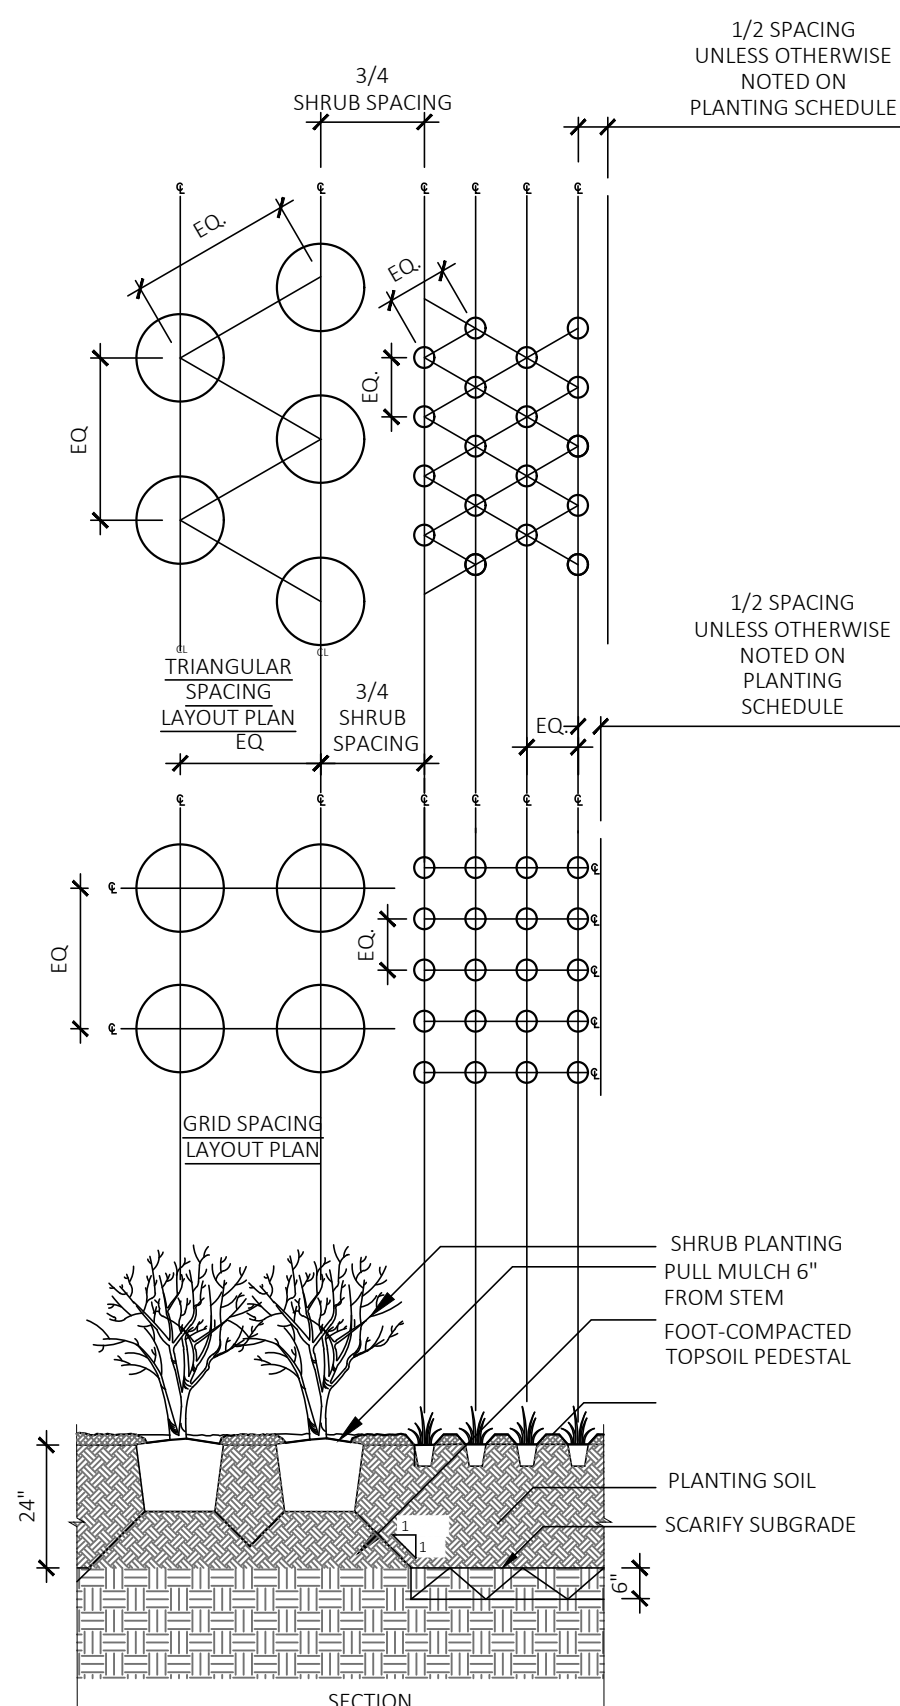 1/2 SPACING
UNLESS OTHERWISE
NOTED ON
PLANTING SCHEDULE
3/4
SHRUB SPACING
℄ ℄ ℄ ℄ ℄ ℄
EQ.
EQ.
EQ.
EQ
CL
CL
TRIANGULAR
SPACING
LAYOUT PLAN
1/2 SPACING
UNLESS OTHERWISE
NOTED ON
PLANTING
SCHEDULE
3/4
SHRUB
SPACING
EQ
EQ.
℄ ℄ ℄ ℄ ℄ ℄
℄
℄
℄
℄
EQ.
EQ
℄
℄
℄
GRID SPACING
LAYOUT PLAN
SHRUB PLANTING
PULL MULCH 6"
FROM STEM
FOOT-COMPACTED
TOPSOIL PEDESTAL
PLANTING SOIL
24"
1
1
SCARIFY SUBGRADE
6"
SECTION